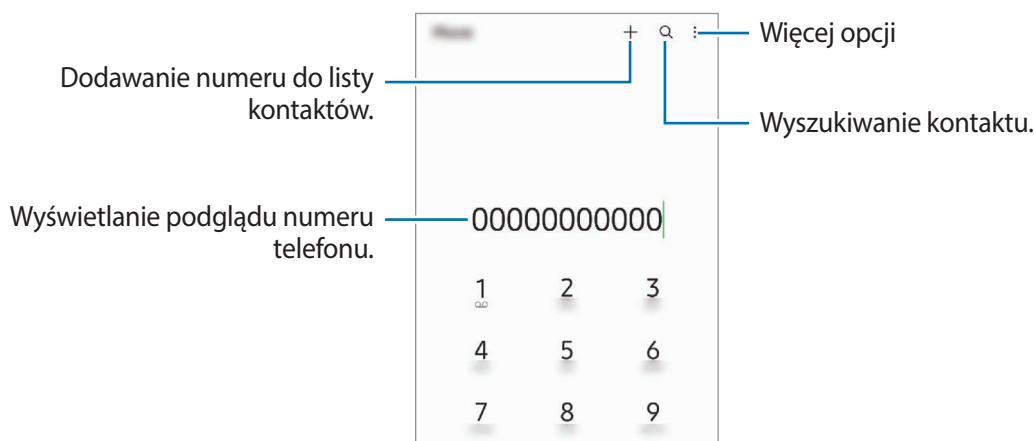 Więcej opcji
Dodawanie numeru do listy
kontaktów.
Wyszukiwanie kontaktu.
Wyświetlanie podglądu numeru
telefonu.
00000000000
1 2 3
4 5 6
7 8 9